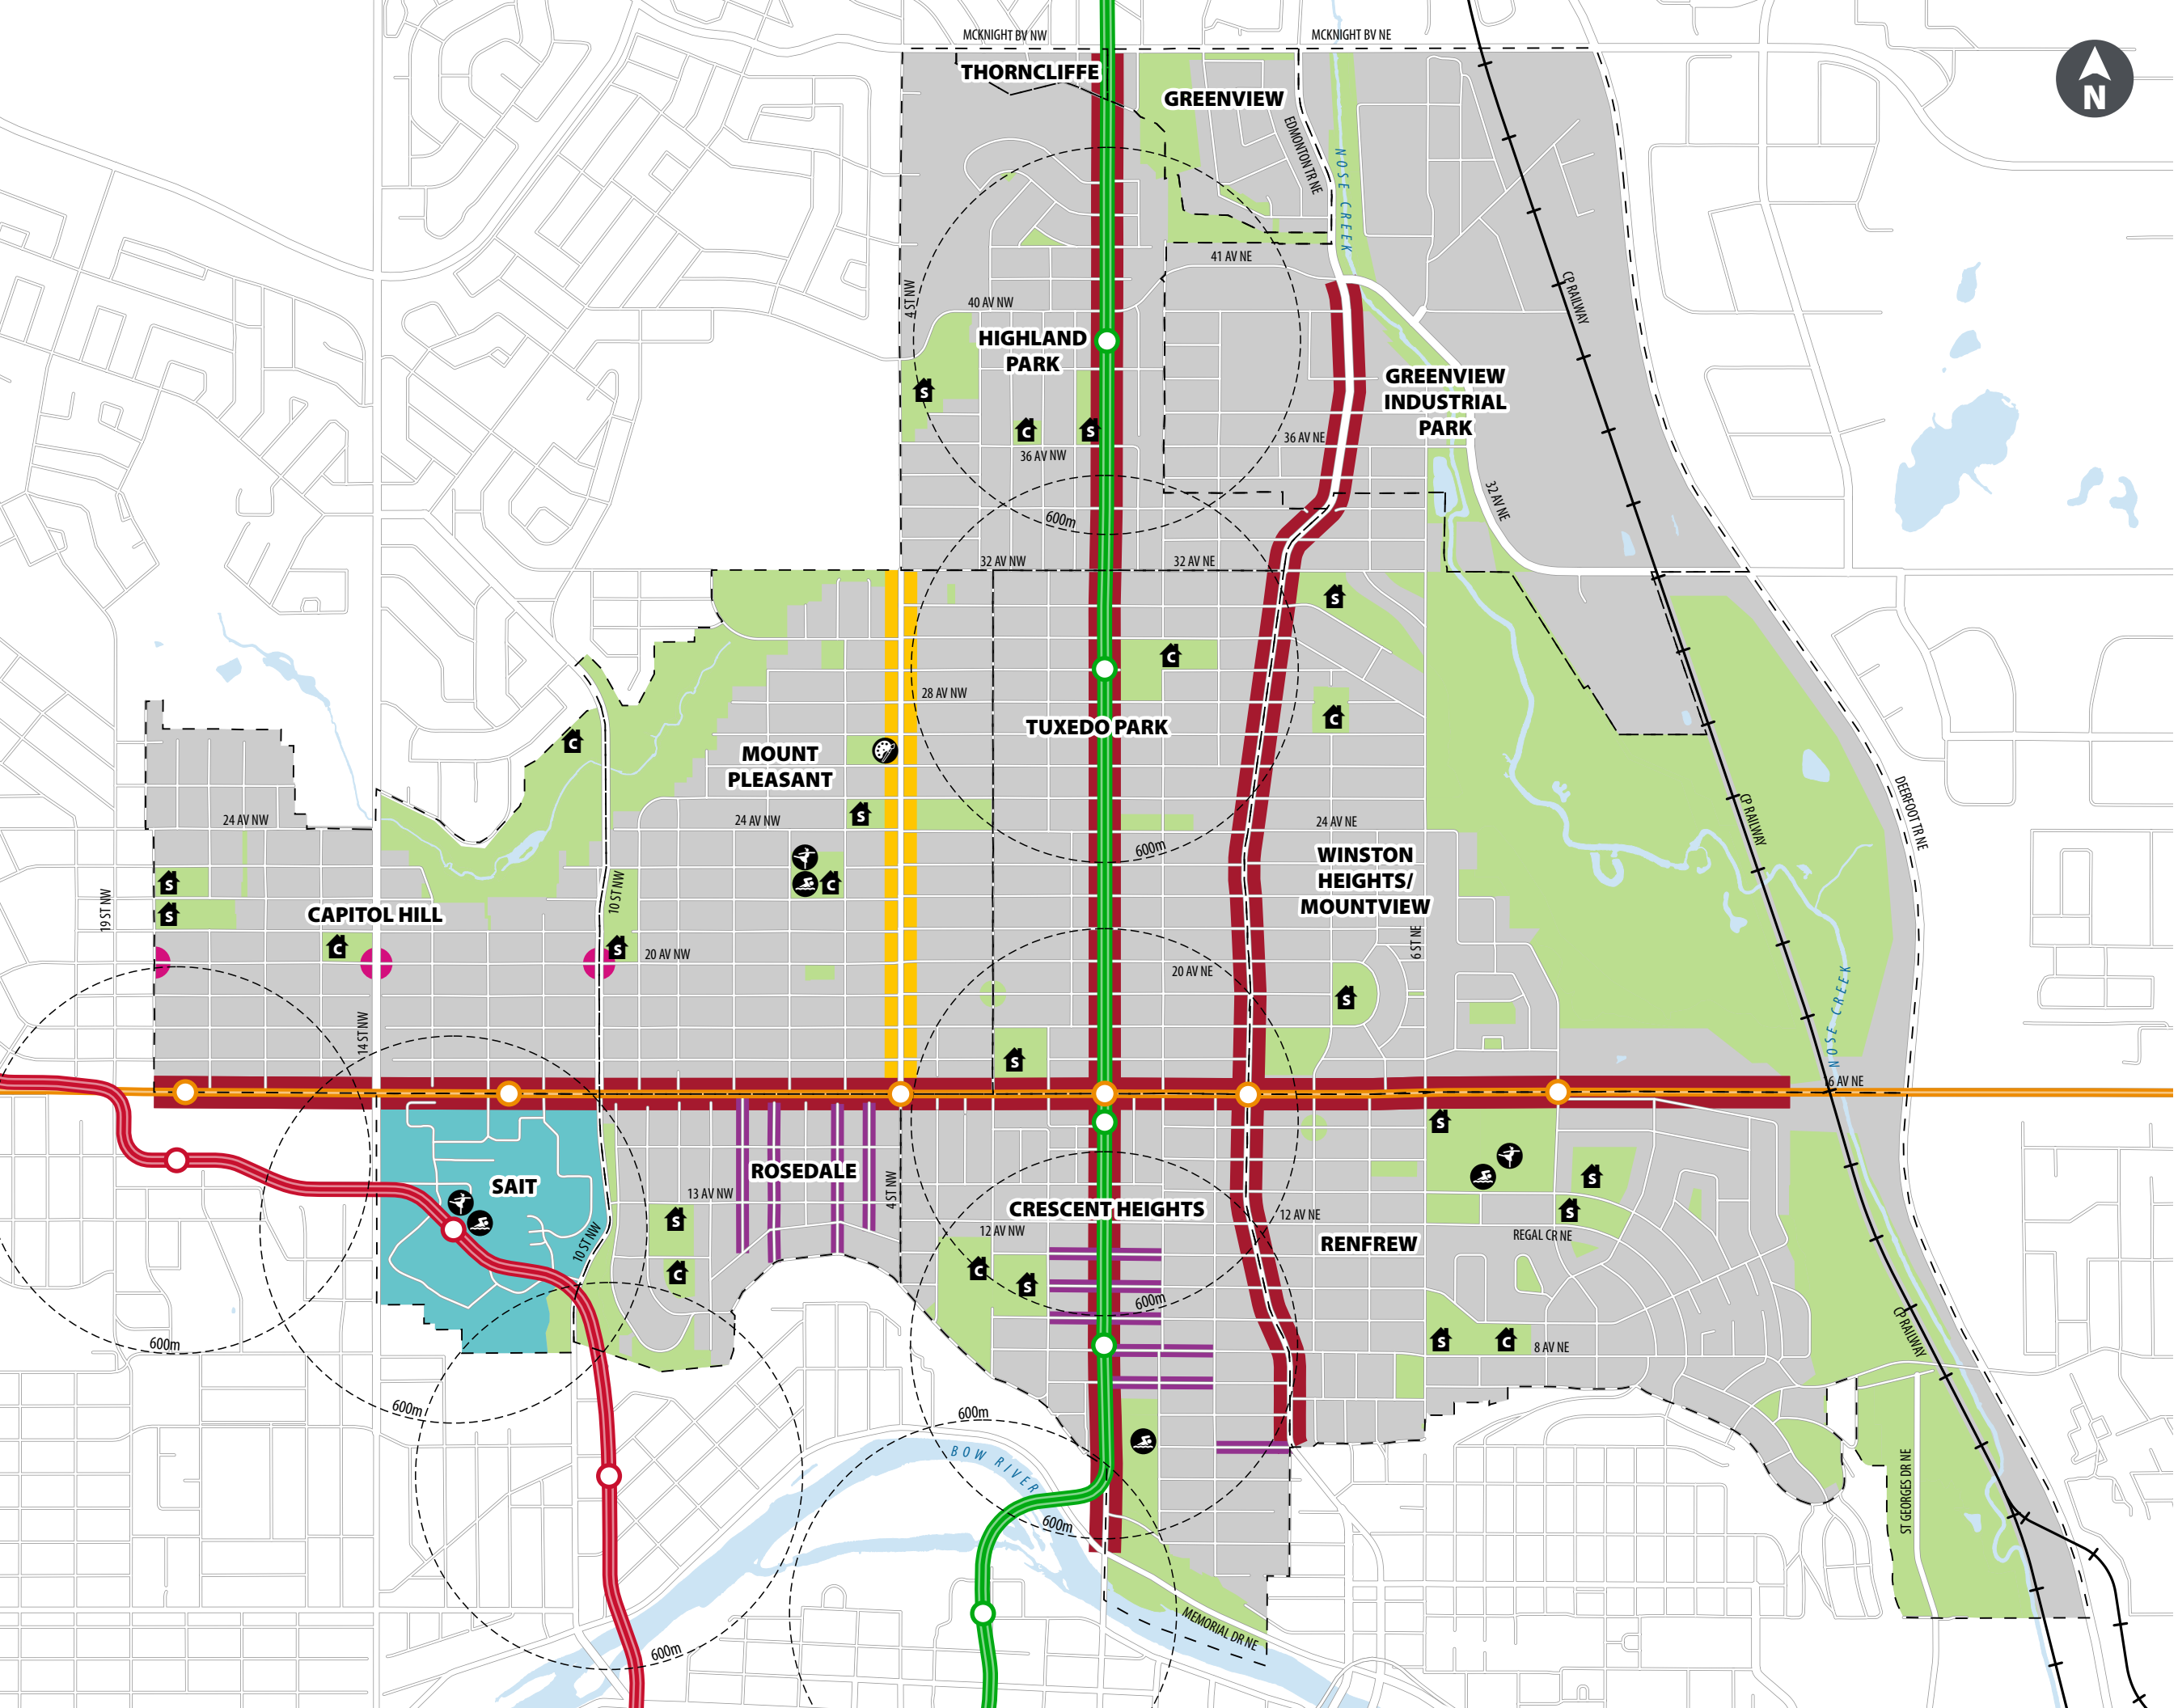 MCKNIGHT BV NW
MCKNIGHT BV NE
THORNCLIFFE
GREENVIEW
N
EDMONTON TR NE
NOSE CREEK
41 AV NE
4 ST NW
40 AV NW
CP RAILWAY
HIGHLAND
PARK
GREENVIEW
INDUSTRIAL
PARK
S
C
S
36 AV NE
36 AV NW
32 AV NE
600m
32 AV NW
32 AV NE
S
C
28 AV NW
C
TUXEDO PARK
C
MOUNT
PLEASANT
CP RAILWAY
DEERFOOT TR NE
S
24 AV NW
24 AV NW
24 AV NE
600m
WINSTON
HEIGHTS/
MOUNTVIEW
S
C
19 ST NW
10 ST NW
S
CAPITOL HILL
C
S
20 AV NW
6 ST NE
20 AV NE
S
NOSE CREEK
14 ST NW
S
16 AV NE
S
SAIT
ROSEDALE
4 ST NW
S
13 AV NW
S
CRESCENT HEIGHTS
S
12 AV NE
12 AV NW
REGAL CR NE
10 ST NW
RENFREW
C
C
S
600m
CP RAILWAY
600m
S
C
8 AV NE
600m
600m
BOW RIVER
ST GEORGES DR NE
600m
MEMORIAL DR NE
600m